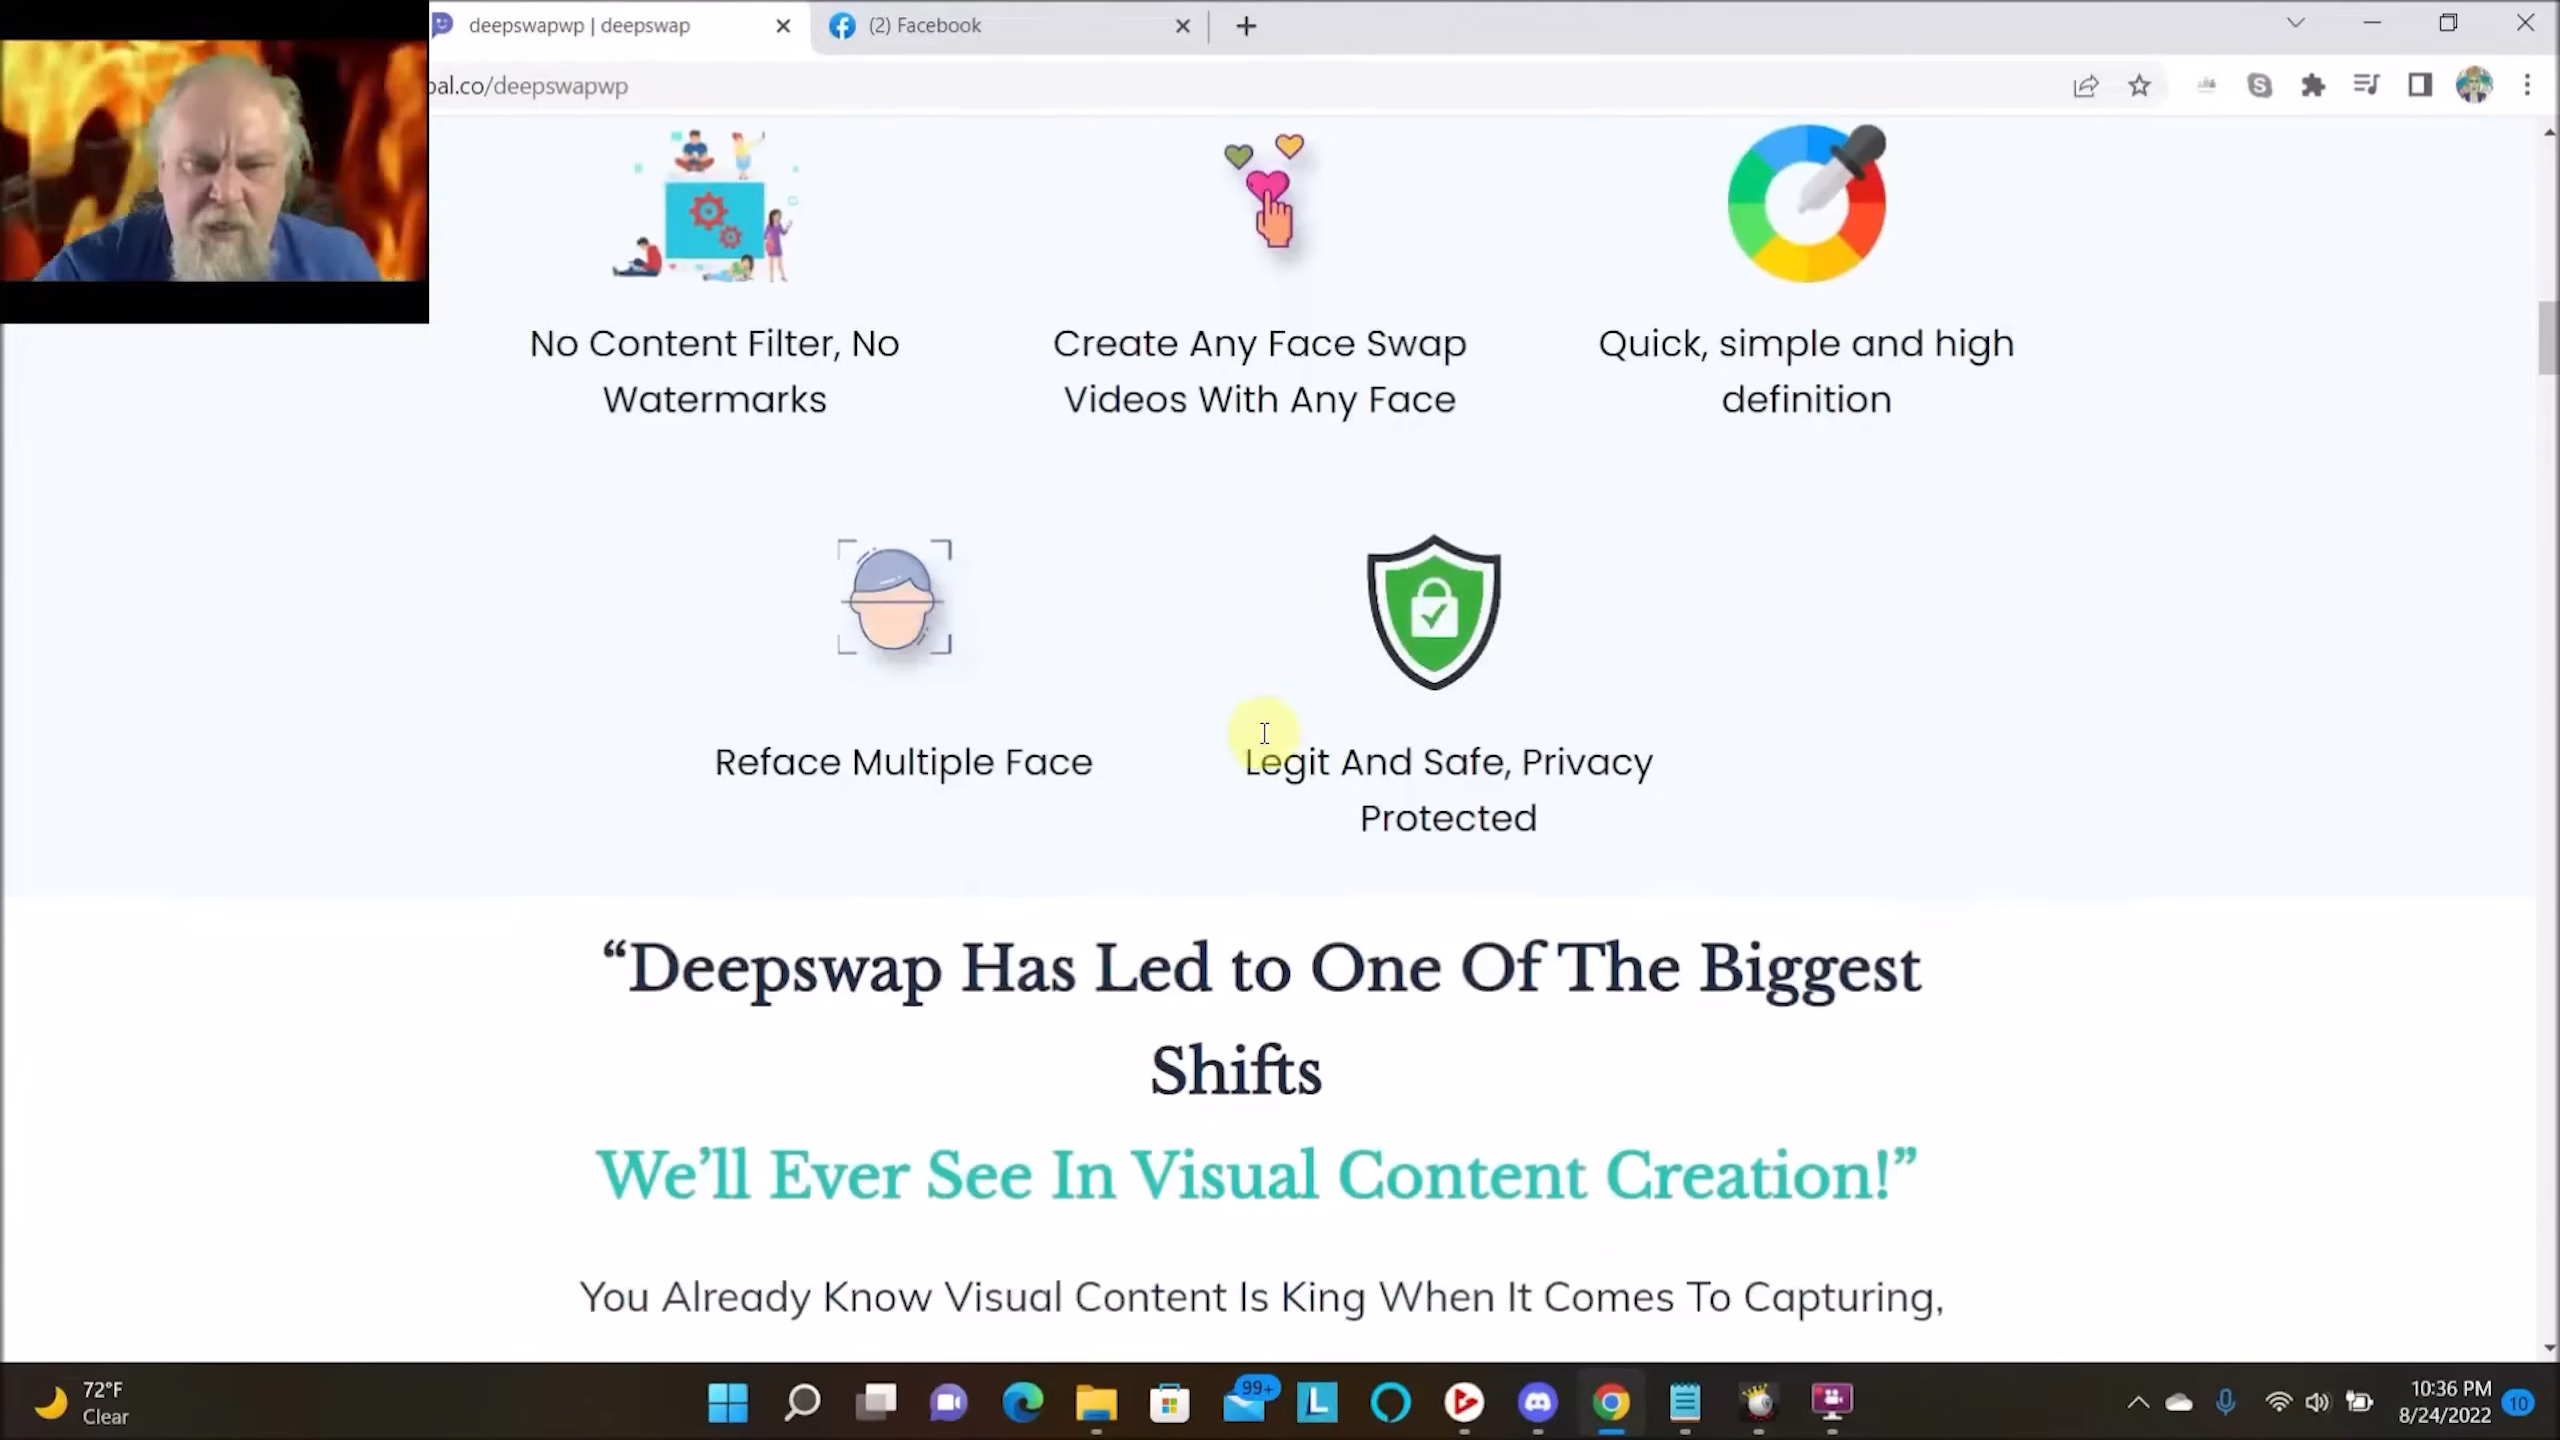 deepswapwp | deepswap
(2) Facebook
pal.co/deepswapwp
No Content Filter, No
Watermarks
Create Any Face Swap
Videos With Any Face
Quick, simple and high
definition
Reface Multiple Face
Legit And Safe, Privacy
Protected
“Deepswap Has Led to One Of The Biggest
Shifts
We’ll Ever See In Visual Content Creation!”
You Already Know Visual Content Is King When It Comes To Capturing,
72°F
Clear
99+
L
10:36 PM
8/24/2022
10